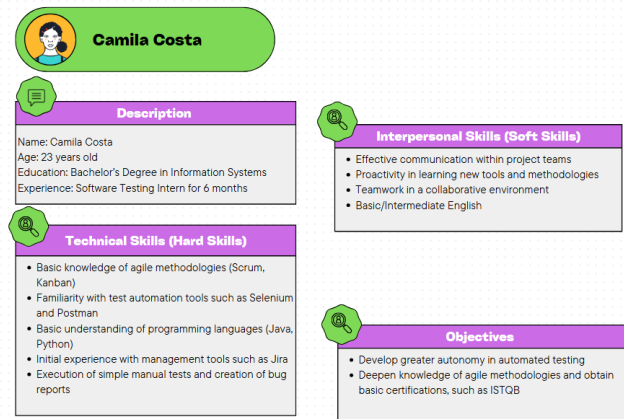 Camila Costa
Description
Name: Camila Costa
Age: 23 years old
Education: Bachelor's Degree in Information Systems
Experience: Software Testing Intern for 6 months
Technical Skills (Hard Skills)
• Basic knowledge of agile methodologies (Scrum,
Kanban)
• Familiarity with test automation tools such as Selenium
and Postman
• Basic understanding of programming languages (Java,
Python)
• Initial experience with management tools such as Jira
• Execution of simple manual tests and creation of bug
reports
Interpersonal Skills (Soft Skills)
• Effective communication within project teams
• Proactivity in learning new tools and methodologies
• Teamwork in a collaborative environment
• Basic/Intermediate English
Objectives
• Develop greater autonomy in automated testing
• Deepen knowledge of agile methodologies and obtain
basic certifications, such as ISTQB